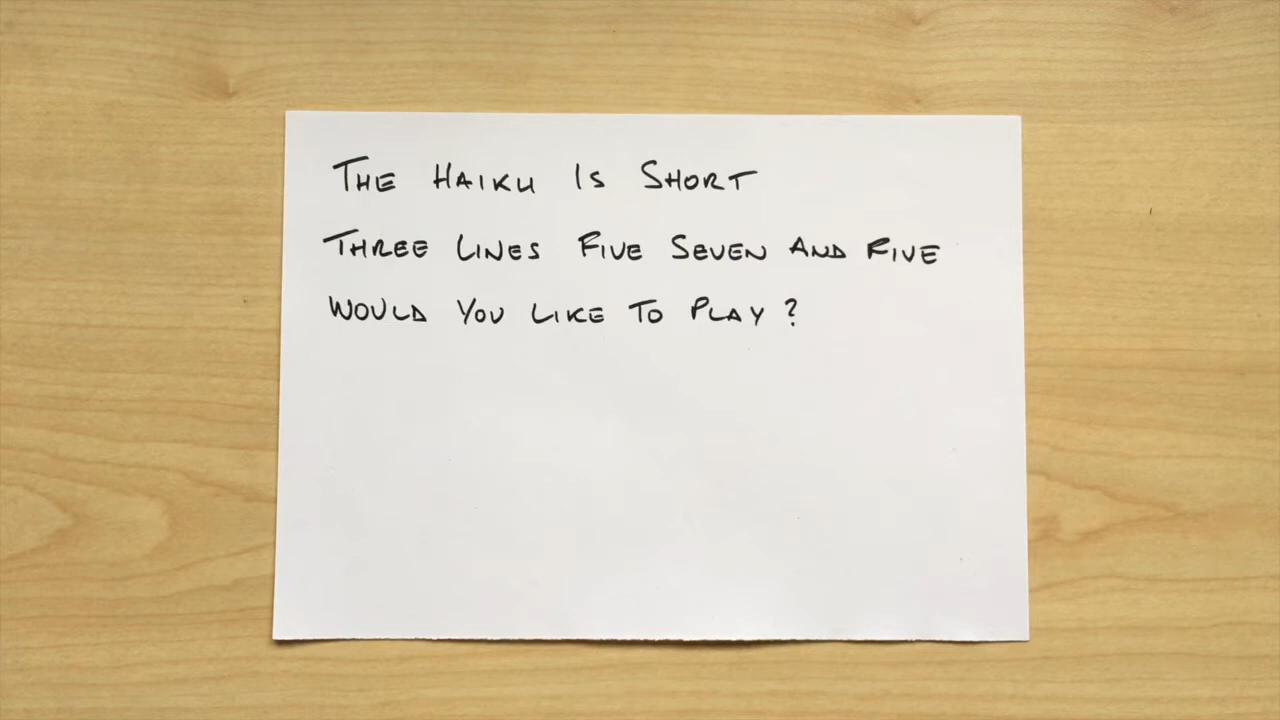 The Haiku Is Short
Three Lines Five Seven And Five
Would You Like To Play?